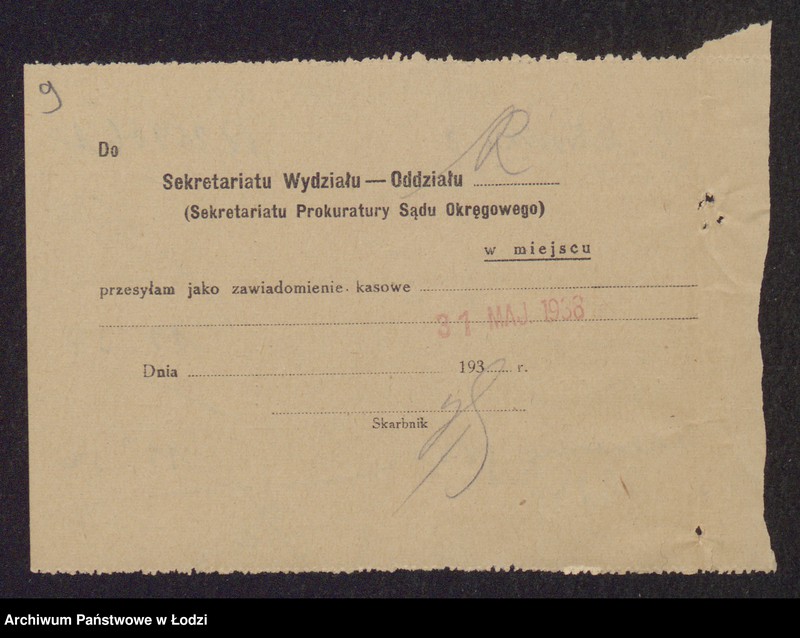 9
Do
R
Sekretariatu Wydziału — Oddziału
(Sekretariatu Prokuratury Sądu Okręgowego)
w miejscu
przesyłam jako zawiadomienie kasowe
31 MAJ 1938
Dnia 193 r.
Skarbnik
Archiwum Państwowe w Łodzi